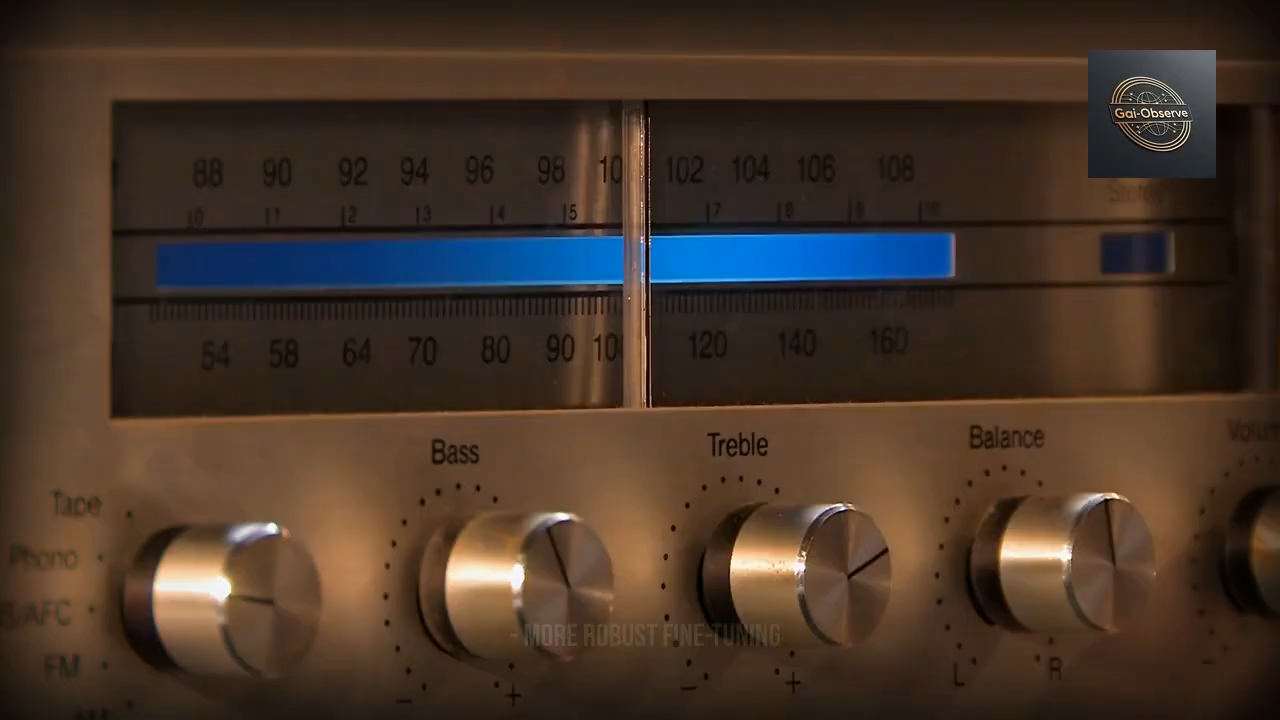 Gai-Observe
88 90 92 94 96 98 10 102 104 106 108
Stereo
10 11 12 13 14 15 17 18 19 110
54 58 64 70 80 90 10 120 140 160
Bass Treble Balance
Tape
Phono
/AFC
FM
- MORE ROBUST FINE-TUNING
L R
- + - + -